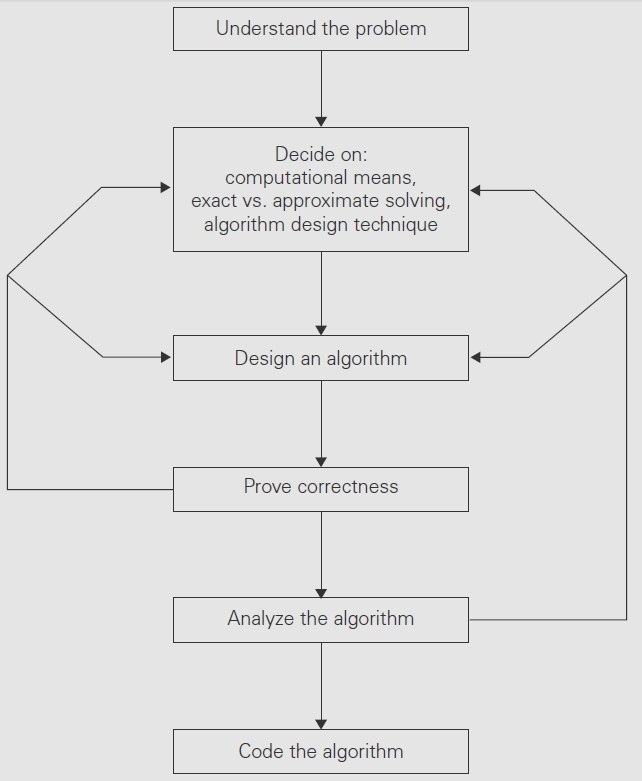 Understand the problem
Decide on:
computational means,
exact vs. approximate solving,
algorithm design technique
Design an algorithm
Prove correctness
Analyze the algorithm
Code the algorithm